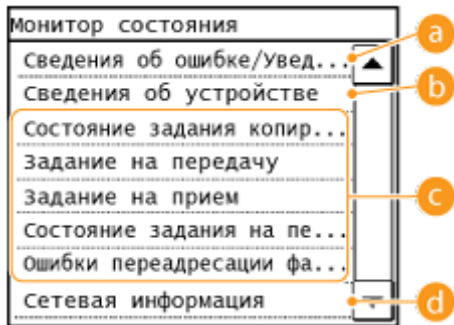 Монитор состояния
Сведения об ошибке/Увед...
Сведения об устройстве
Состояние задания копир...
Задание на передачу
Задание на прием
Состояние задания на пе...
Ошибки переадресации фа...
Сетевая информация
a
b
c
d